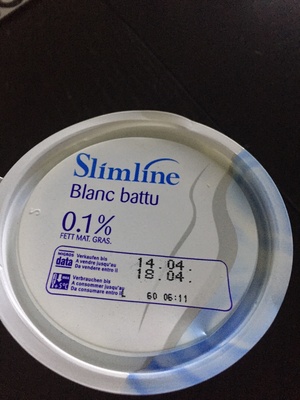 Slimline
Blanc battu
0.1%
FETT MAT. GRAS.
MIGROS
data
Verkaufen bis
A vendre jusqu'au
Da vendere entro il
14.04.
18.04.
Verbrauchen bis
A consommer jusqu'au
Da consumare entro il
60 06:11